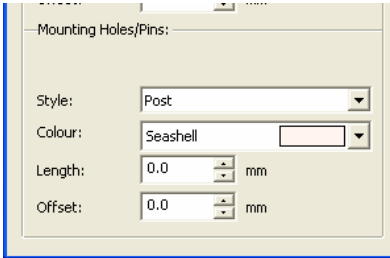 Mounting Holes/Pins:
Style: Post
Colour: Seashell
Length: 0.0 mm
Offset: 0.0 mm